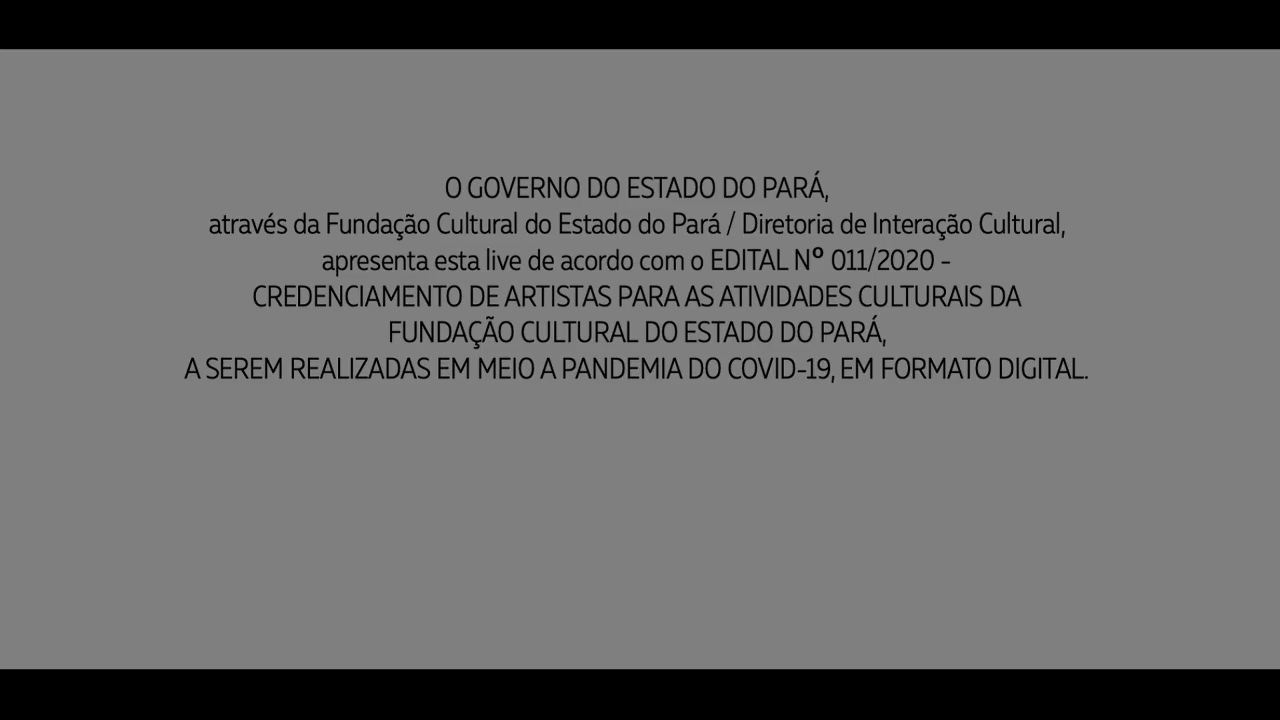 O GOVERNO DO ESTADO DO PARÁ,
através da Fundação Cultural do Estado do Pará / Diretoria de Interação Cultural,
apresenta esta live de acordo com o EDITAL Nº 011/2020 -
CREDENCIAMENTO DE ARTISTAS PARA AS ATIVIDADES CULTURAIS DA
FUNDAÇÃO CULTURAL DO ESTADO DO PARÁ,
A SEREM REALIZADAS EM MEIO A PANDEMIA DO COVID-19, EM FORMATO DIGITAL.